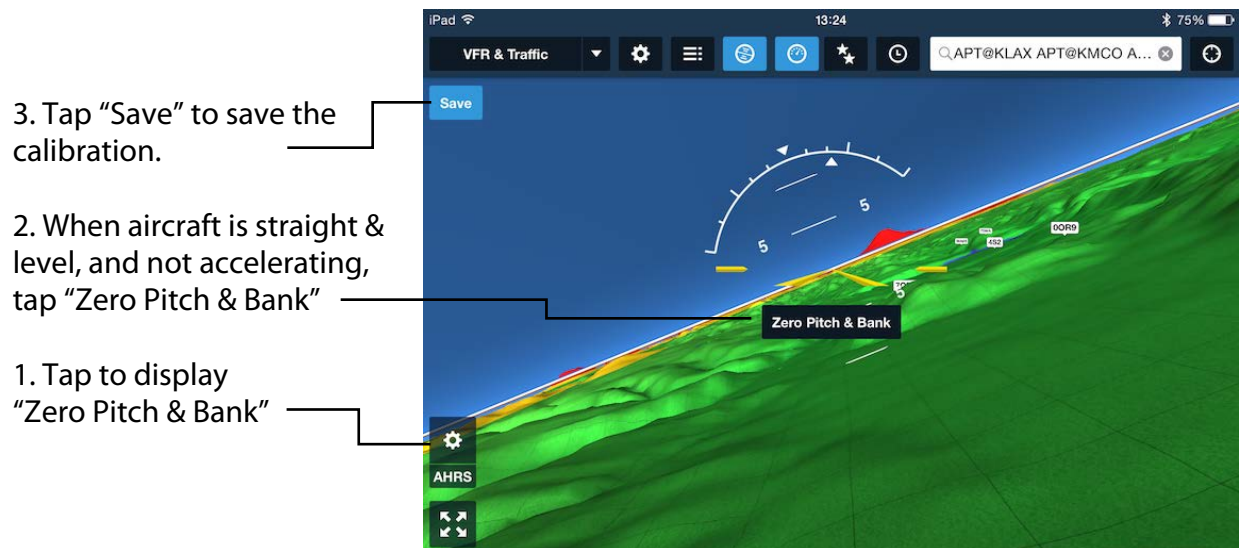 iPad
13:24
75%
VFR & Traffic
APT@KLAX APT@KMCO A...
3. Tap “Save” to save the
calibration.
Save
2. When aircraft is straight &
level, and not accelerating,
tap “Zero Pitch & Bank”
5
5
0OR9
4S2
5
Zero Pitch & Bank
1. Tap to display
“Zero Pitch & Bank”
AHRS